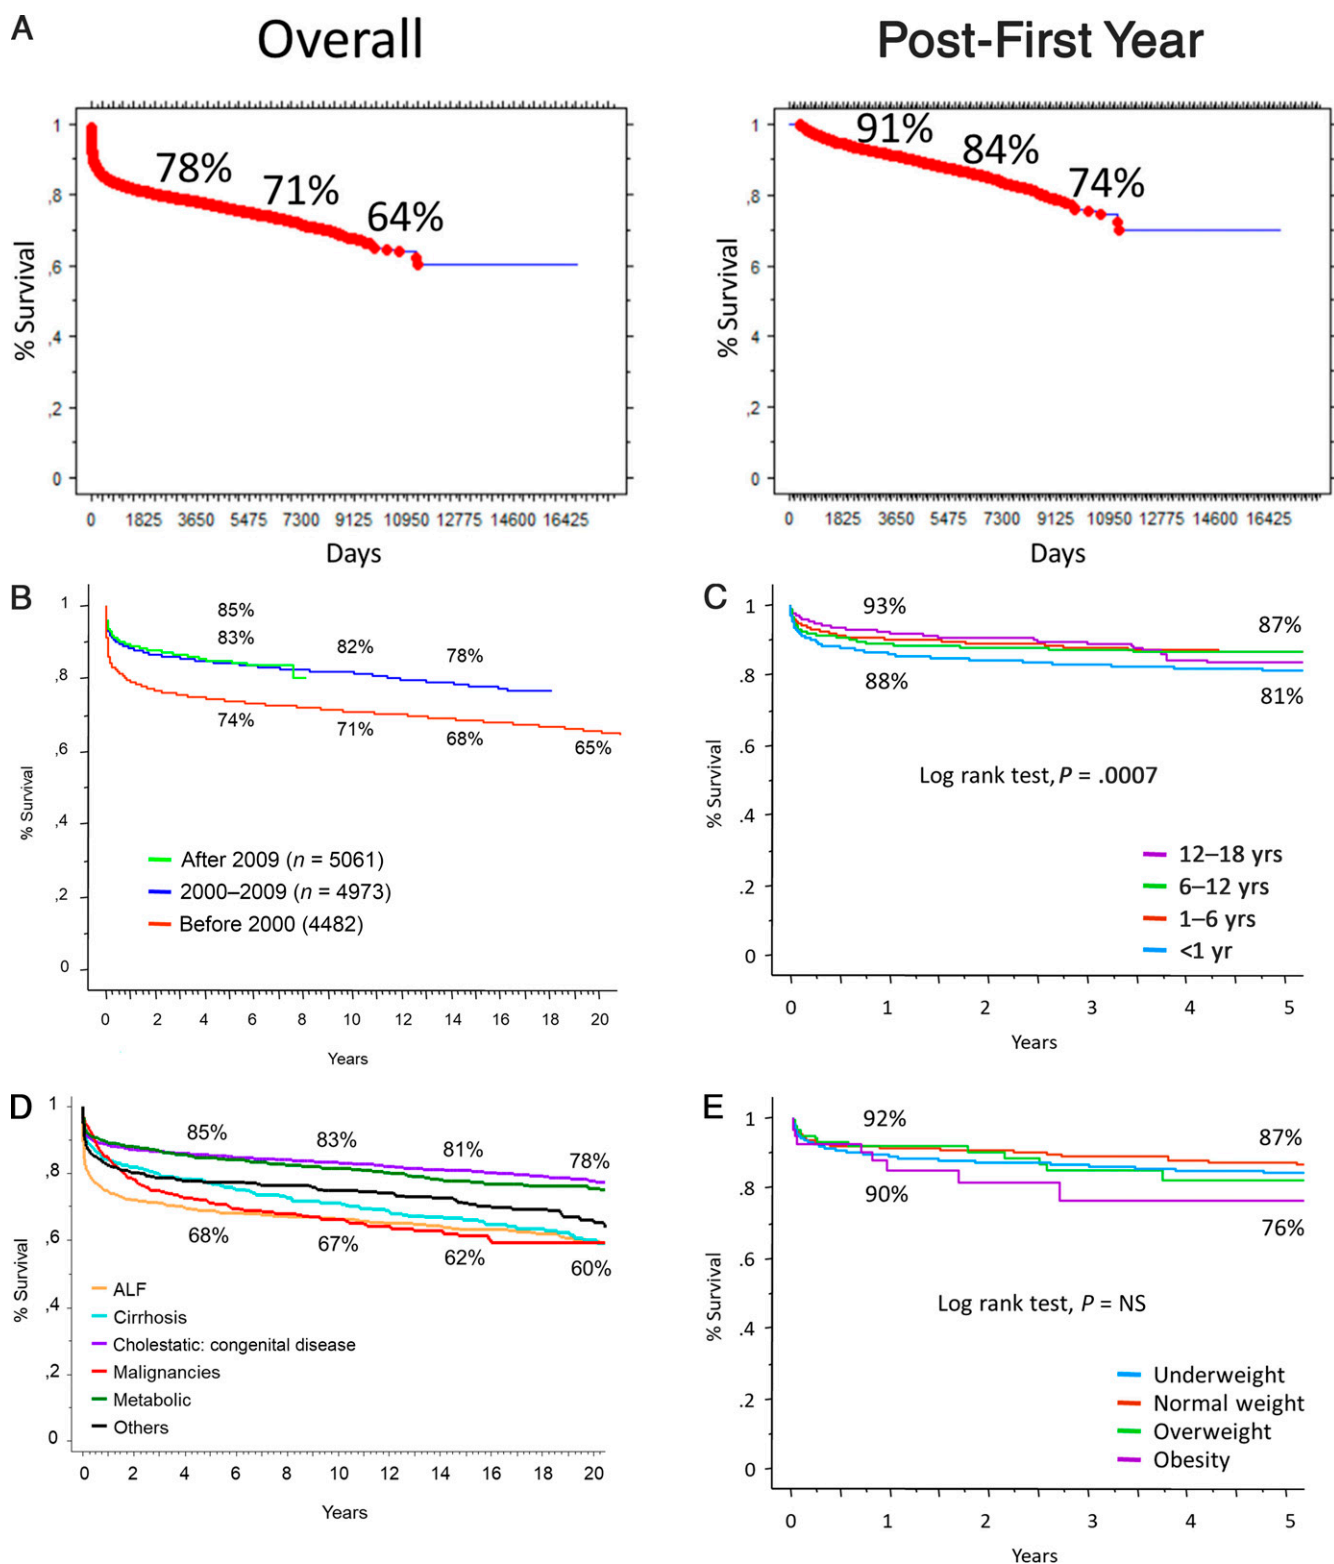 A
Overall
Post-First Year
% Survival
1
,8
,6
,4
,2
0
78%
71%
64%
0 1825 3650 5475 7300 9125 10950 12775 14600 16425
Days
% Survival
1
,8
,6
,4
,2
0
91%
84%
74%
0 1825 3650 5475 7300 9125 10950 12775 14600 16425
Days
B
% Survival
1
,8
,6
,4
,2
0
85%
83%
82%
78%
74%
71%
68%
65%
After 2009 (n = 5061)
2000–2009 (n = 4973)
Before 2000 (4482)
0 2 4 6 8 10 12 14 16 18 20
Years
C
% Survival
1
.8
.6
.4
.2
0
93%
87%
88%
81%
Log rank test, P = .0007
12–18 yrs
6–12 yrs
1–6 yrs
<1 yr
0 1 2 3 4 5
Years
D
% Survival
1
,8
,6
,4
,2
0
85%
83%
81%
78%
68%
67%
62%
60%
ALF
Cirrhosis
Cholestatic: congenital disease
Malignancies
Metabolic
Others
0 2 4 6 8 10 12 14 16 18 20
Years
E
% Survival
1
.8
.6
.4
.2
0
92%
87%
90%
76%
Log rank test, P = NS
Underweight
Normal weight
Overweight
Obesity
0 1 2 3 4 5
Years